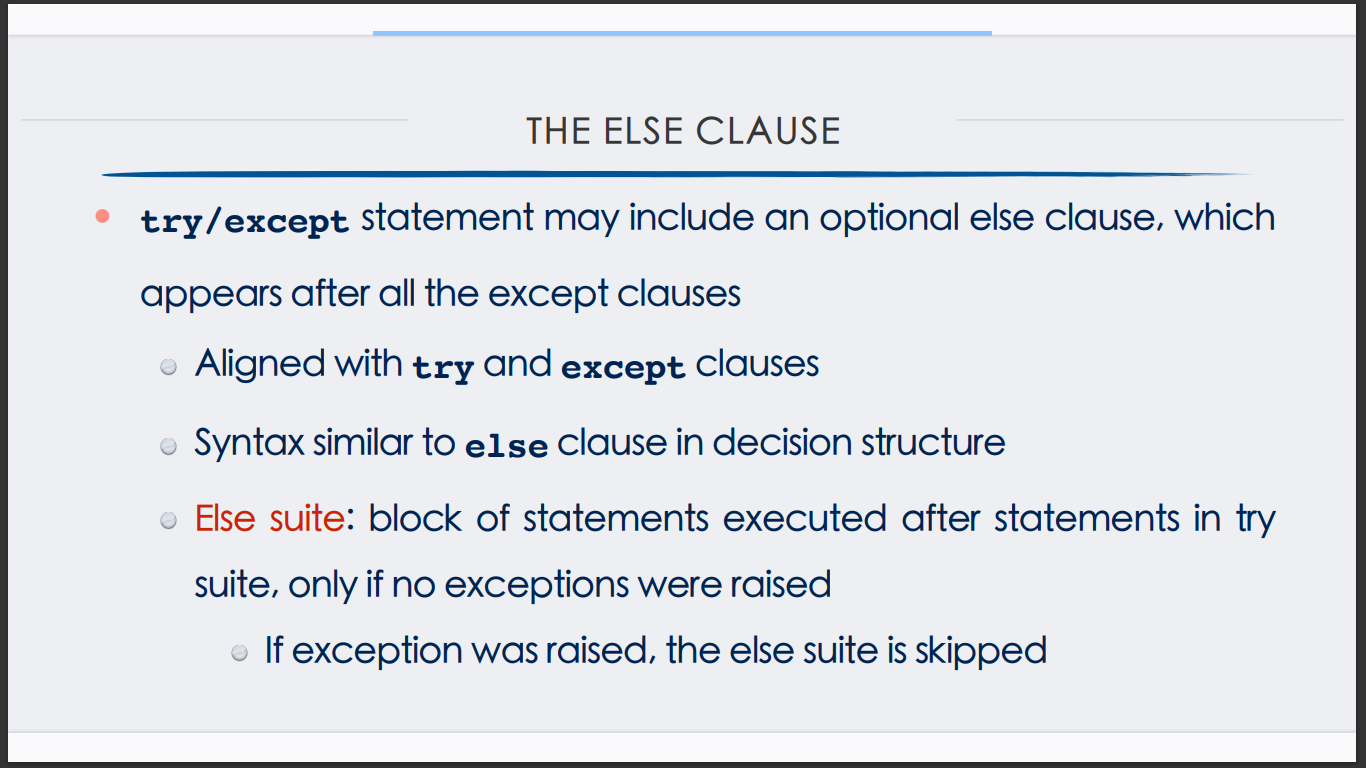 THE ELSE CLAUSE
try/except statement may include an optional else clause, which
appears after all the except clauses
Aligned with try and except clauses
Syntax similar to else clause in decision structure
Else suite: block of statements executed after statements in try
suite, only if no exceptions were raised
If exception was raised, the else suite is skipped